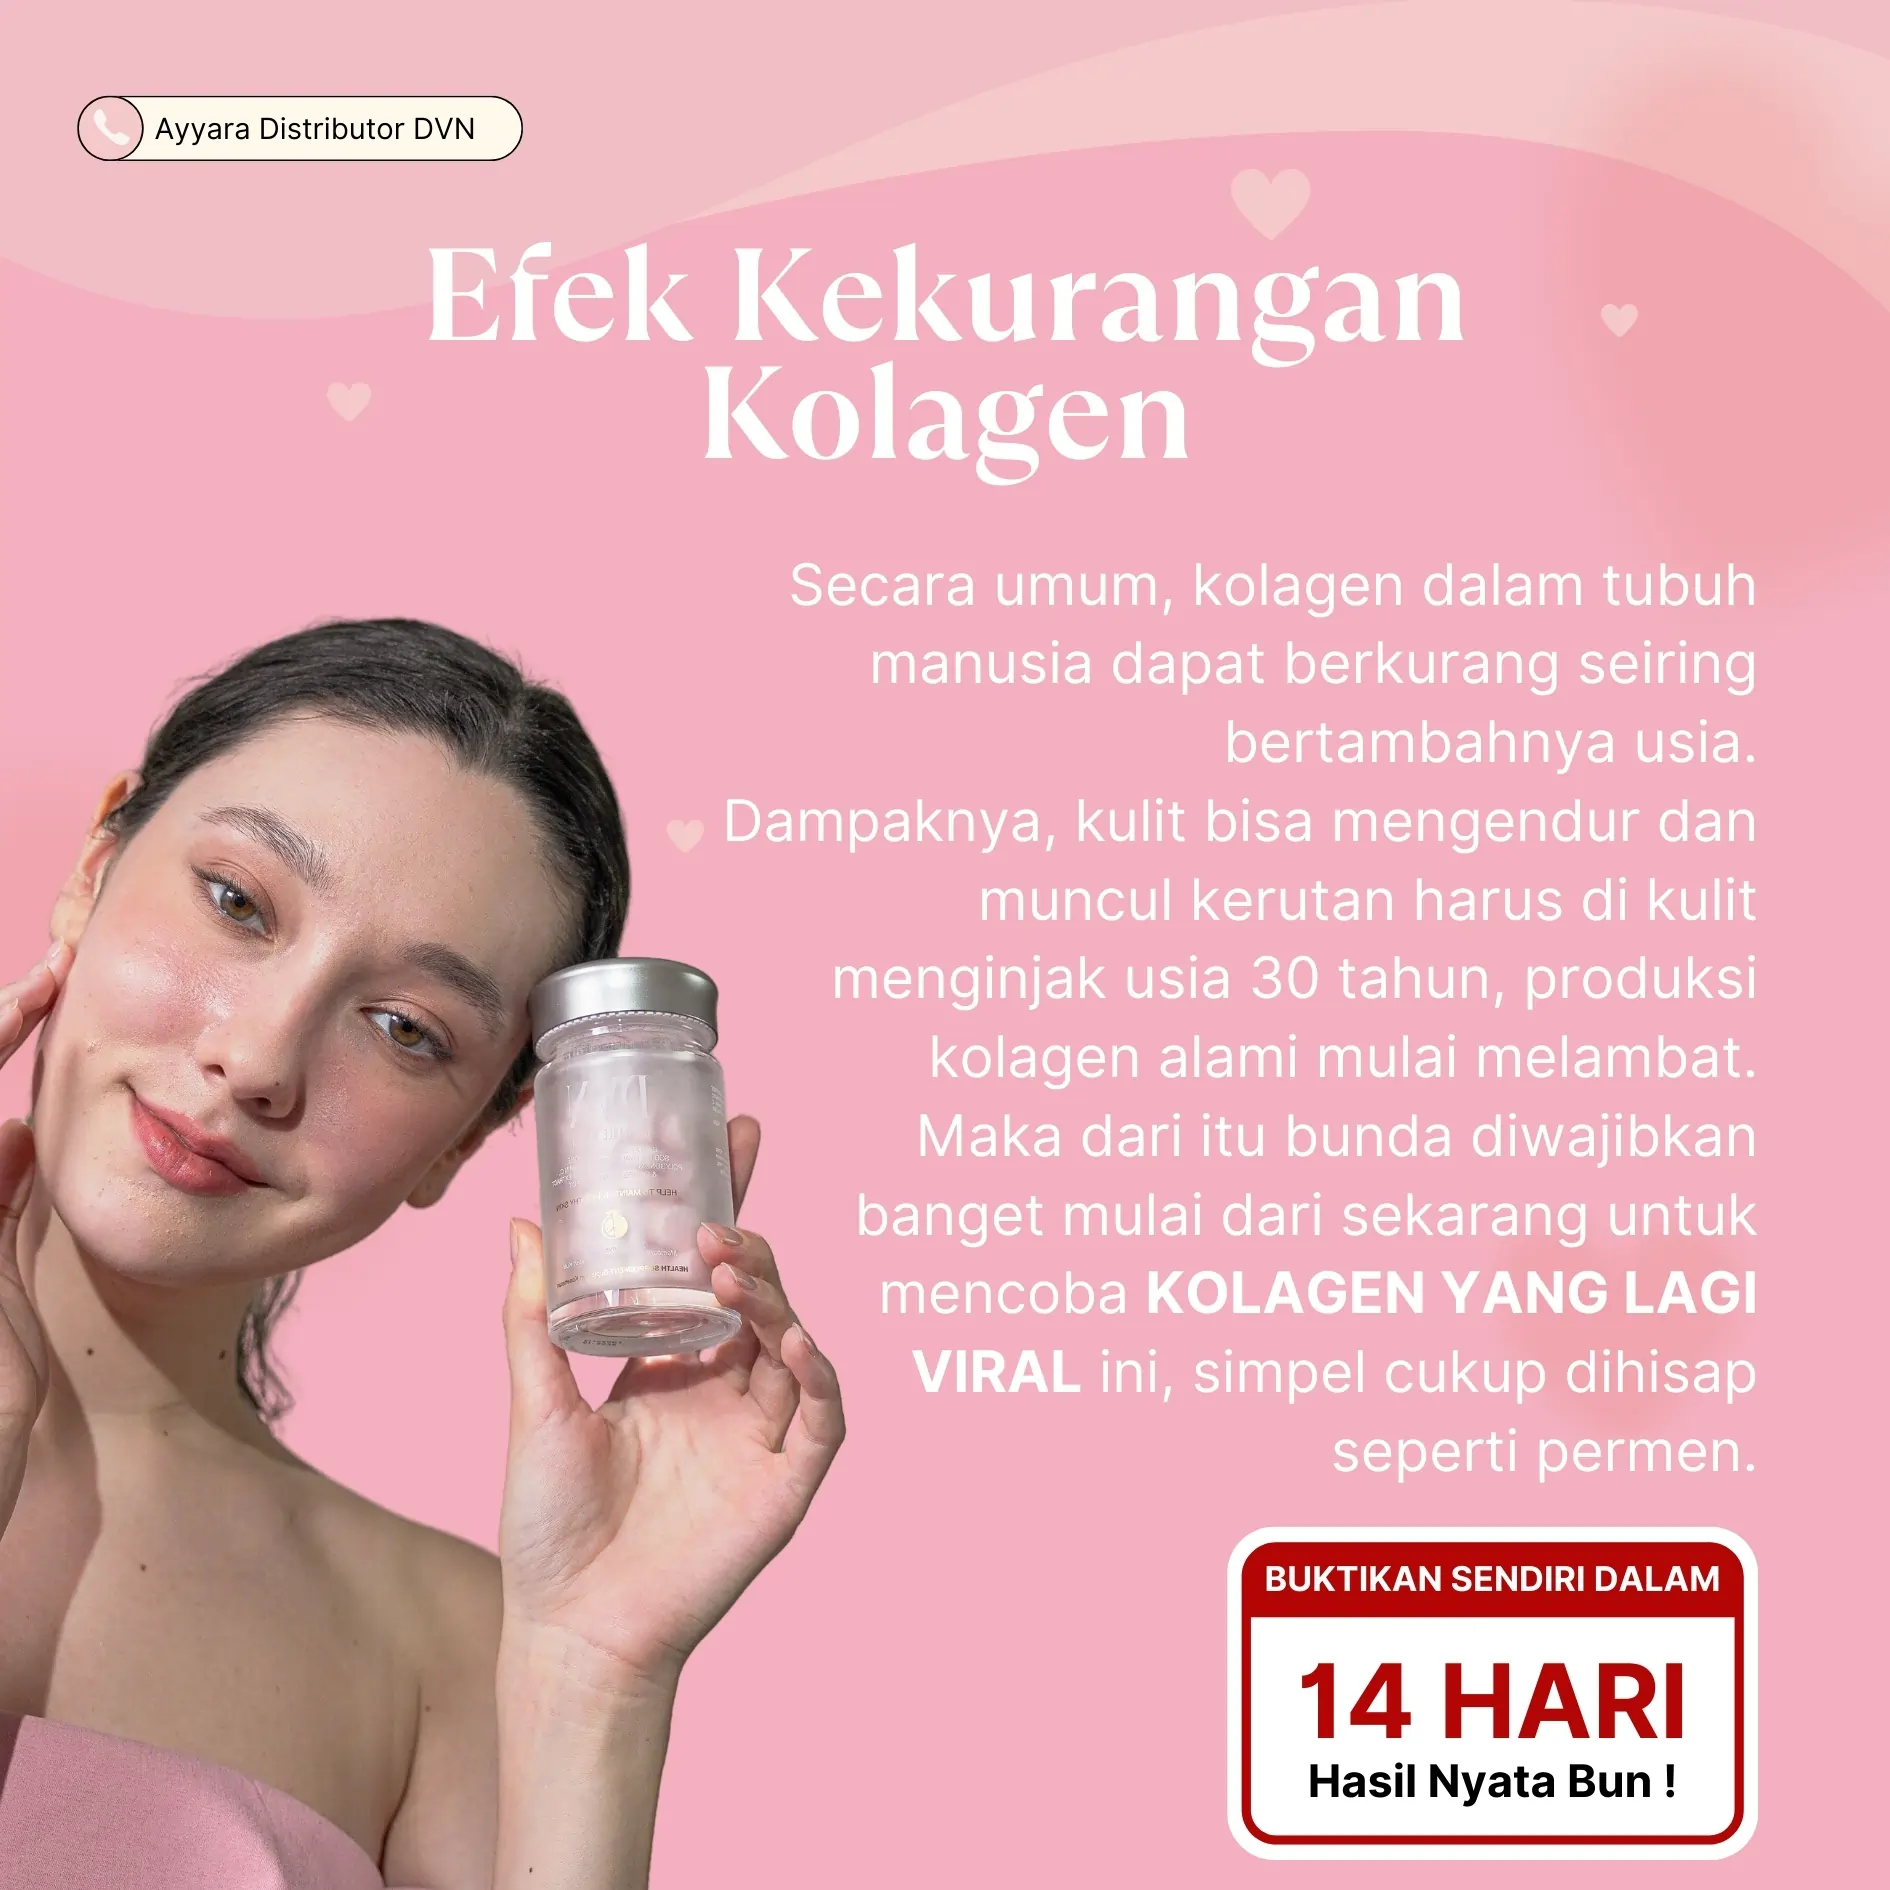 Ayyara Distributor DVN
Efek Kekurangan
Kolagen
Secara umum, kolagen dalam tubuh
manusia dapat berkurang seiring
bertambahnya usia.
Dampaknya, kulit bisa mengendur dan
muncul kerutan harus di kulit
menginjak usia 30 tahun, produksi
kolagen alami mulai melambat.
Maka dari itu bunda diwajibkan
banget mulai dari sekarang untuk
mencoba KOLAGEN YANG LAGI
VIRAL ini, simpel cukup dihisap
seperti permen.
BUKTIKAN SENDIRI DALAM
14 HARI
Hasil Nyata Bun !